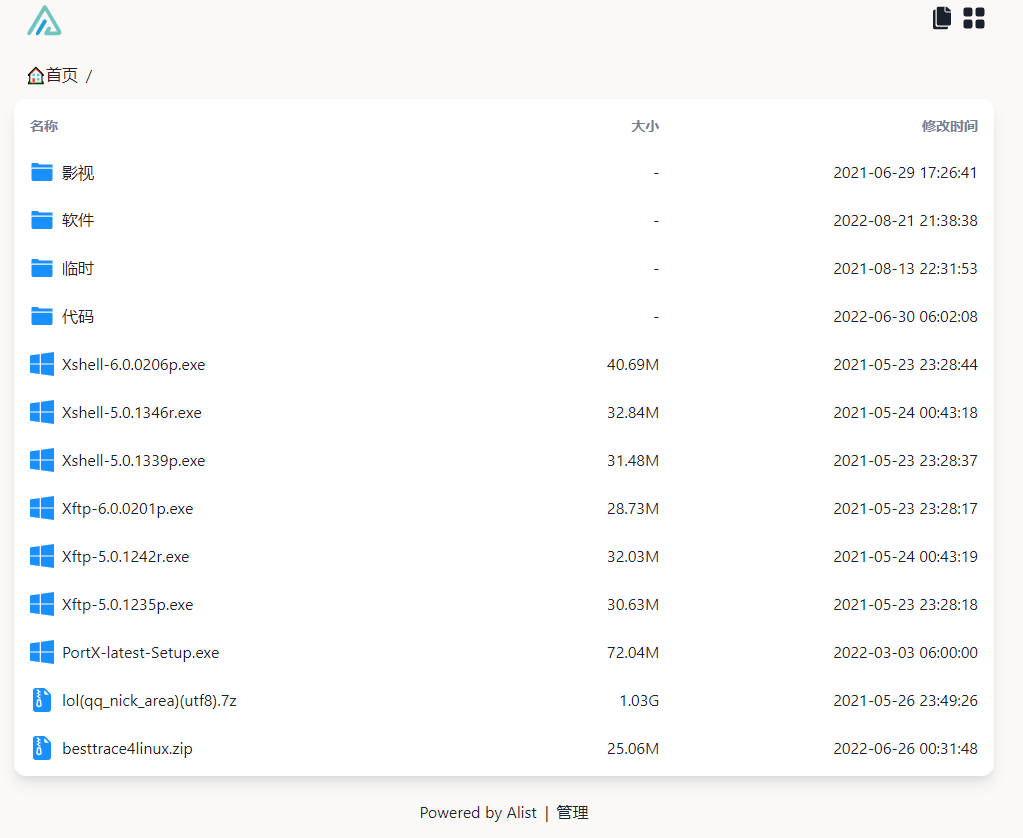 首页 /
名称 大小 修改时间
影视 - 2021-06-29 17:26:41
软件 - 2022-08-21 21:38:38
临时 - 2021-08-13 22:31:53
代码 - 2022-06-30 06:02:08
Xshell-6.0.0206p.exe 40.69M 2021-05-23 23:28:44
Xshell-5.0.1346r.exe 32.84M 2021-05-24 00:43:18
Xshell-5.0.1339p.exe 31.48M 2021-05-23 23:28:37
Xftp-6.0.0201p.exe 28.73M 2021-05-23 23:28:17
Xftp-5.0.1242r.exe 32.03M 2021-05-24 00:43:19
Xftp-5.0.1235p.exe 30.63M 2021-05-23 23:28:18
PortX-latest-Setup.exe 72.04M 2022-03-03 06:00:00
lol(qq_nick_area)(utf8).7z 1.03G 2021-05-26 23:49:26
besttrace4linux.zip 25.06M 2022-06-26 00:31:48
Powered by Alist | 管理